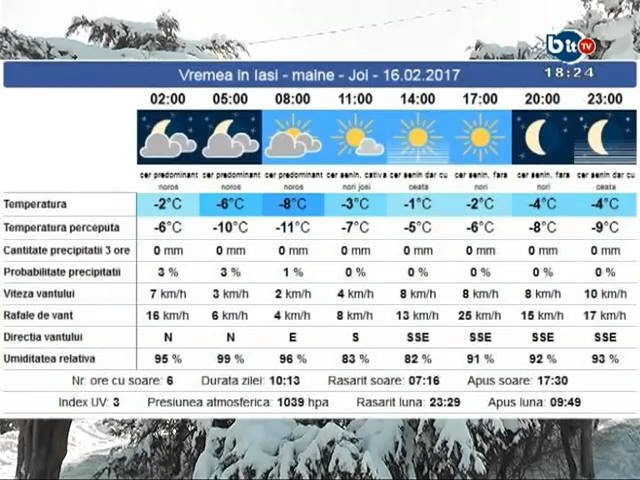 bit TV
18:24
Vremea in Iasi - maine - Joi - 16.02.2017
02:00 05:00 08:00 11:00 14:00 17:00 20:00 23:00
cer predominant noros cer predominant noros cer predominant noros cer senin, cativa nori josi cer senin dar cu ceata cer senin, fara nori cer senin, fara nori cer senin dar cu ceata
Temperatura -2°C -6°C -8°C -3°C -1°C -2°C -4°C -4°C
Temperatura perceputa -6°C -10°C -11°C -7°C -5°C -6°C -8°C -9°C
Cantitate precipitatii 3 ore 0 mm 0 mm 0 mm 0 mm 0 mm 0 mm 0 mm 0 mm
Probabilitate precipitatii 3 % 3 % 1 % 0 % 0 % 0 % 0 % 0 %
Viteza vantului 7 km/h 3 km/h 2 km/h 4 km/h 8 km/h 8 km/h 8 km/h 10 km/h
Rafale de vant 16 km/h 6 km/h 4 km/h 8 km/h 13 km/h 25 km/h 15 km/h 17 km/h
Directia vantului N N E S SSE SSE SSE SSE
Umiditatea relativa 95 % 99 % 96 % 83 % 82 % 91 % 92 % 93 %
Nr. ore cu soare: 6 Durata zilei: 10:13 Rasarit soare: 07:16 Apus soare: 17:30
Index UV: 3 Presiunea atmosferica: 1039 hpa Rasarit luna: 23:29 Apus luna: 09:49